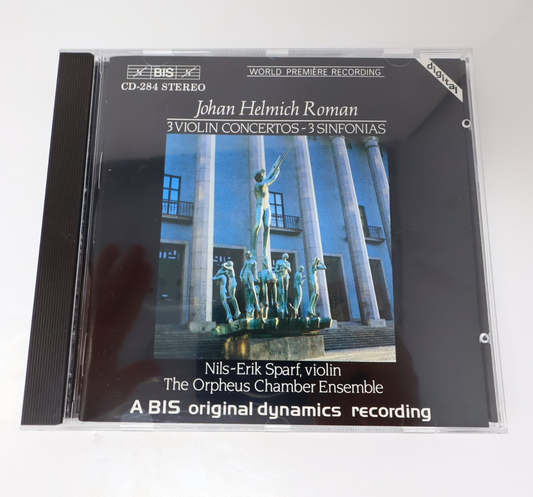 BIS
CD-284 STEREO
WORLD PREMIÈRE RECORDING
digital
Johan Helmich Roman
3 VIOLIN CONCERTOS - 3 SINFONIAS
Nils-Erik Sparf, violin
The Orpheus Chamber Ensemble
A BIS original dynamics recording